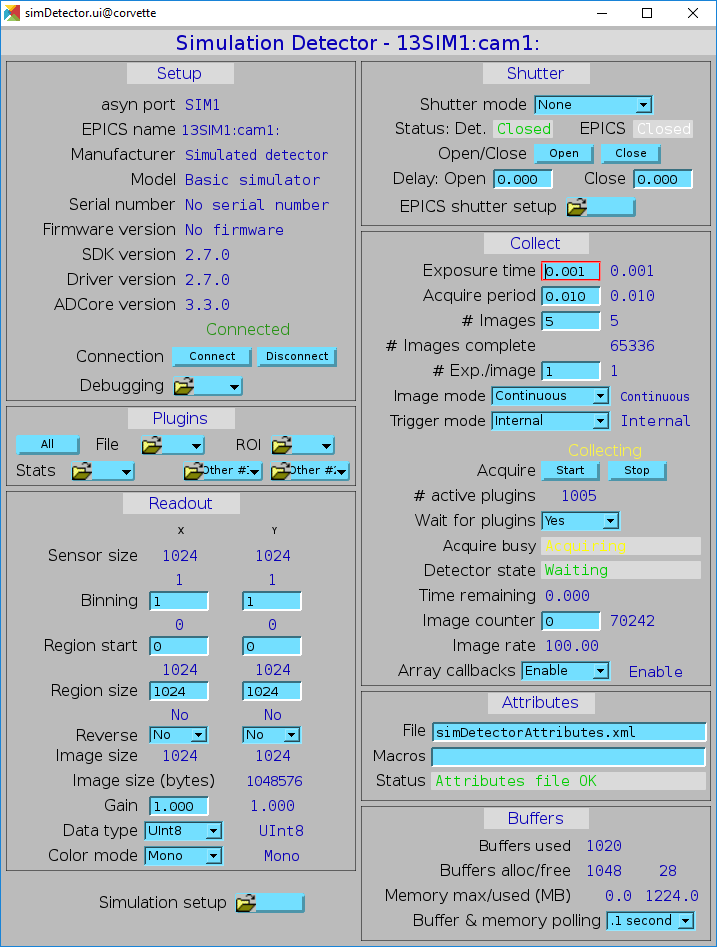 simDetector.ui@corvette
Simulation Detector - 13SIM1:cam1:
Setup
asyn port SIM1
EPICS name 13SIM1:cam1:
Manufacturer Simulated detector
Model Basic simulator
Serial number No serial number
Firmware version No firmware
SDK version 2.7.0
Driver version 2.7.0
ADCore version 3.3.0
Connected
Connection Connect Disconnect
Debugging
Plugins
All File ROI
Stats Other #1 Other #2
Readout
X Y
Sensor size 1024 1024
1 1
Binning 1 1
0 0
Region start 0 0
1024 1024
Region size 1024 1024
No No
Reverse No No
Image size 1024 1024
Image size (bytes) 1048576
Gain 1.000 1.000
Data type UInt8 UInt8
Color mode Mono Mono
Simulation setup
Shutter
Shutter mode None
Status: Det. Closed EPICS Closed
Open/Close Open Close
Delay: Open 0.000 Close 0.000
EPICS shutter setup
Collect
Exposure time 0.001 0.001
Acquire period 0.010 0.010
# Images 5 5
# Images complete 65336
# Exp./image 1 1
Image mode Continuous Continuous
Trigger mode Internal Internal
Collecting
Acquire Start Stop
# active plugins 1005
Wait for plugins Yes
Acquire busy Acquiring
Detector state Waiting
Time remaining 0.000
Image counter 0 70242
Image rate 100.00
Array callbacks Enable Enable
Attributes
File simDetectorAttributes.xml
Macros
Status Attributes file OK
Buffers
Buffers used 1020
Buffers alloc/free 1048 28
Memory max/used (MB) 0.0 1224.0
Buffer & memory polling .1 second